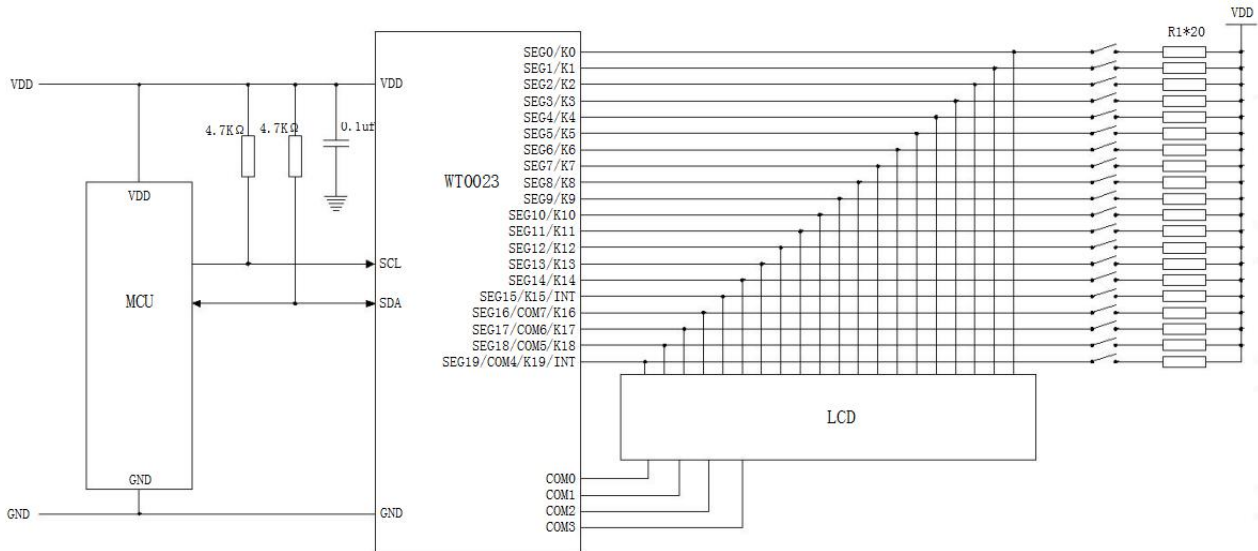 VDD
R1*20
SEG0/K0
SEG1/K1
VDD
VDD
SEG2/K2
SEG3/K3
SEG4/K4
4.7KΩ
4.7KΩ
0.1uf
SEG5/K5
SEG6/K6
SEG7/K7
WT0023
SEG8/K8
VDD
SEG9/K9
SEG10/K10
SEG11/K11
SEG12/K12
SCL
SEG13/K13
SEG14/K14
MCU
SDA
SEG15/K15/INT
SEG16/COM7/K16
SEG17/COM6/K17
SEG18/COM5/K18
SEG19/COM4/K19/INT
LCD
GND
COM0
COM1
GND
GND
COM2
COM3